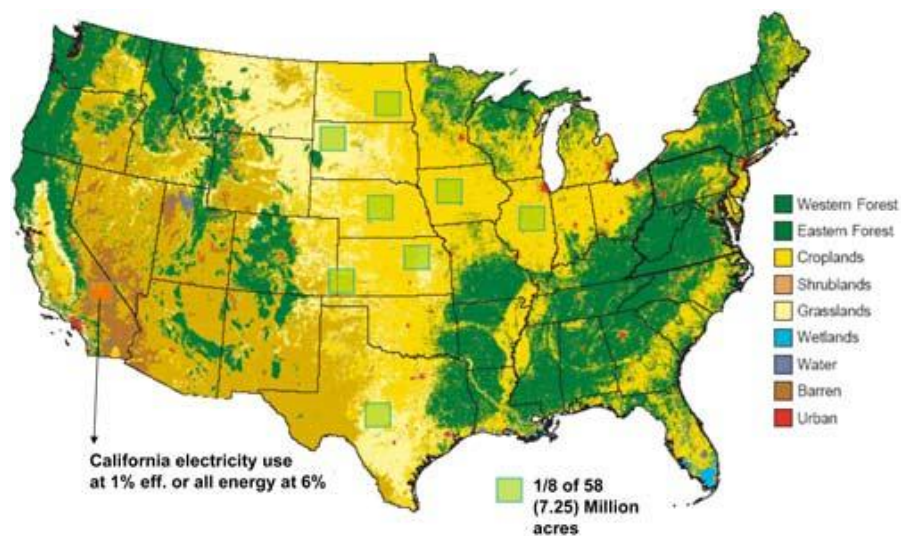 Western Forest
Eastern Forest
Croplands
Shrublands
Grasslands
Wetlands
Water
Barren
Urban
California electricity use
at 1% eff. or all energy at 6%
1/8 of 58
(7.25) Million
acres